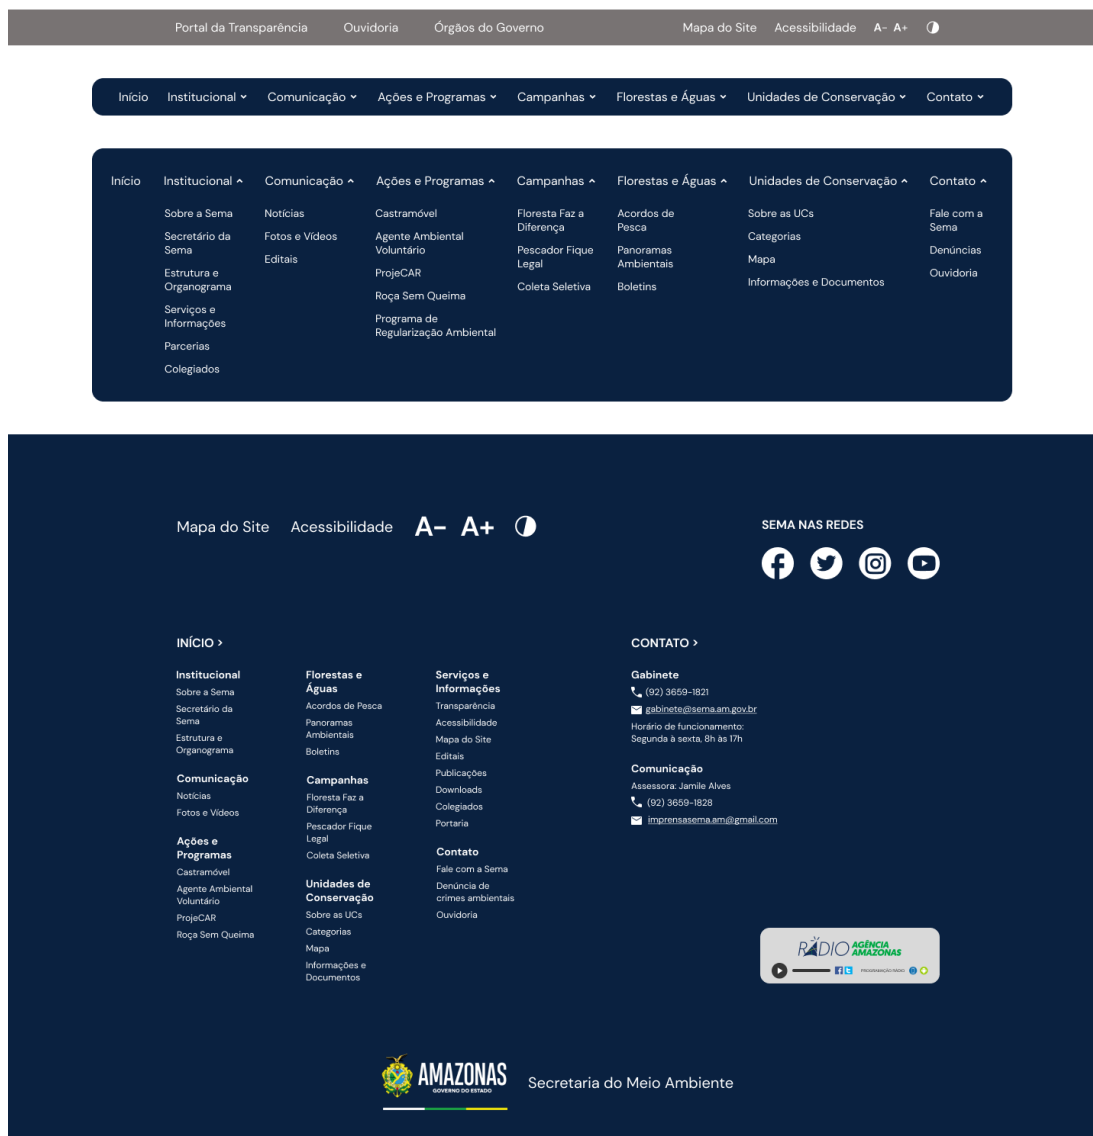 Portal da Transparência Ouvidoria Órgãos do Governo Mapa do Site Acessibilidade A- A+
Início Institucional Comunicação Ações e Programas Campanhas Florestas e Águas Unidades de Conservação Contato
Início
Institucional
Sobre a Sema
Secretário da
Sema
Estrutura e
Organograma
Serviços e
Informações
Parcerias
Colegiados
Comunicação
Notícias
Fotos e Vídeos
Editais
Ações e Programas
Castramóvel
Agente Ambiental
Voluntário
ProjeCAR
Roça Sem Queima
Programa de
Regularização Ambiental
Campanhas
Floresta Faz a
Diferença
Pescador Fique
Legal
Coleta Seletiva
Florestas e Águas
Acordos de
Pesca
Panoramas
Ambientais
Boletins
Unidades de Conservação
Sobre as UCs
Categorias
Mapa
Informações e Documentos
Contato
Fale com a
Sema
Denúncias
Ouvidoria
Mapa do Site Acessibilidade A- A+
SEMA NAS REDES
INÍCIO >
Institucional
Sobre a Sema
Secretário da
Sema
Estrutura e
Organograma
Comunicação
Notícias
Fotos e Vídeos
Ações e
Programas
Castramóvel
Agente Ambiental
Voluntário
ProjeCAR
Roça Sem Queima
Florestas e
Águas
Acordos de Pesca
Panoramas
Ambientais
Boletins
Campanhas
Floresta Faz a
Diferença
Pescador Fique
Legal
Coleta Seletiva
Unidades de
Conservação
Sobre as UCs
Categorias
Mapa
Informações e
Documentos
Serviços e
Informações
Transparência
Acessibilidade
Mapa do Site
Editais
Publicações
Downloads
Colegiados
Portaria
Contato
Fale com a Sema
Denúncia de
crimes ambientais
Ouvidoria
CONTATO >
Gabinete
(92) 3659-1821
gabinete@sema.am.gov.br
Horário de funcionamento:
Segunda à sexta, 8h às 17h
Comunicação
Assessora: Jamile Alves
(92) 3659-1828
imprensasema.am@gmail.com
RÁDIO AGÊNCIA
AMAZONAS
PROGRAMAÇÃO RÁDIO
AMAZONAS
GOVERNO DO ESTADO
Secretaria do Meio Ambiente